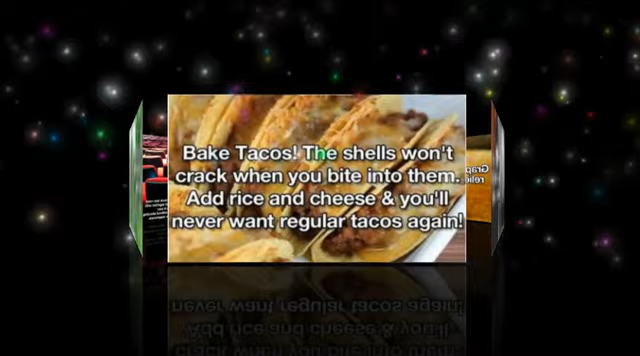 Bake Tacos! The shells won't
crack when you bite into them.
Add rice and cheese & you'll
never want regular tacos again!